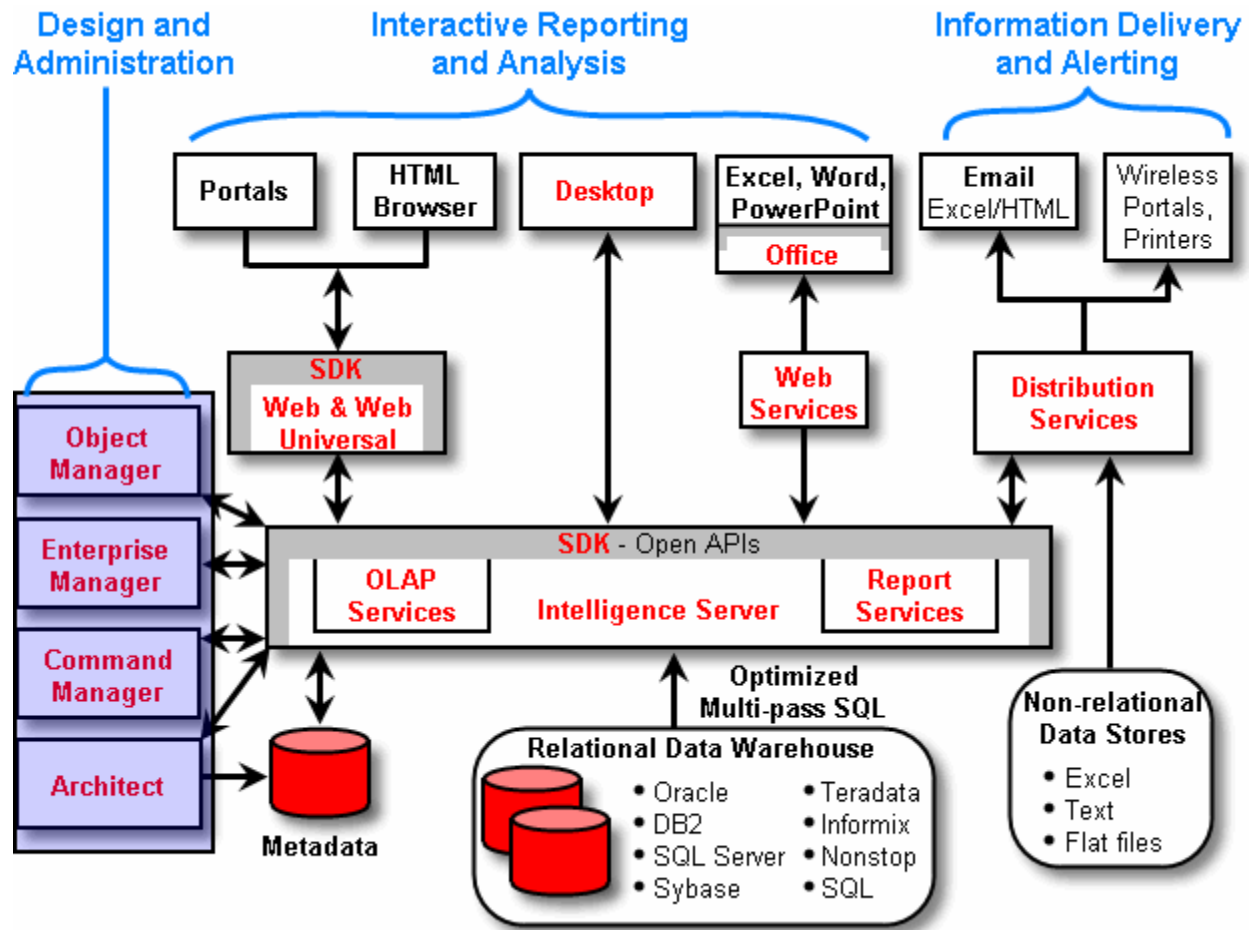 Design and
Administration
Interactive Reporting
and Analysis
Information Delivery
and Alerting
Portals
HTML
Browser
Desktop
Excel, Word,
PowerPoint
Office
Email
Excel/HTML
Wireless
Portals,
Printers
SDK
Web & Web
Universal
Web
Services
Distribution
Services
Object
Manager
Enterprise
Manager
Command
Manager
Architect
SDK - Open APIs
OLAP
Services
Intelligence Server
Report
Services
Metadata
Optimized
Multi-pass SQL
Relational Data Warehouse
• Oracle
• DB2
• SQL Server
• Sybase
• Teradata
• Informix
• Nonstop
• SQL
Non-relational
Data Stores
• Excel
• Text
• Flat files